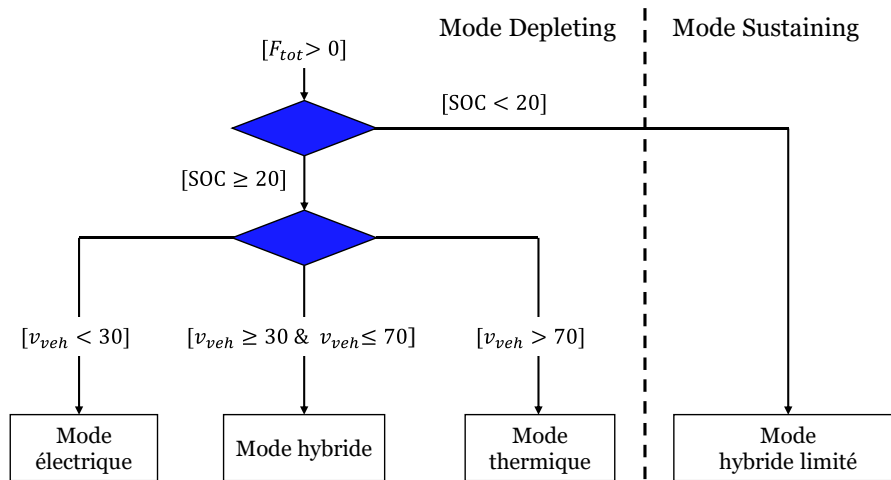 Mode Depleting
Mode Sustaining
[F_tot > 0]
[SOC < 20]
[SOC ≥ 20]
[v_veh < 30]
[v_veh ≥ 30 & v_veh ≤ 70]
[v_veh > 70]
Mode
électrique
Mode hybride
Mode
thermique
Mode
hybride limité